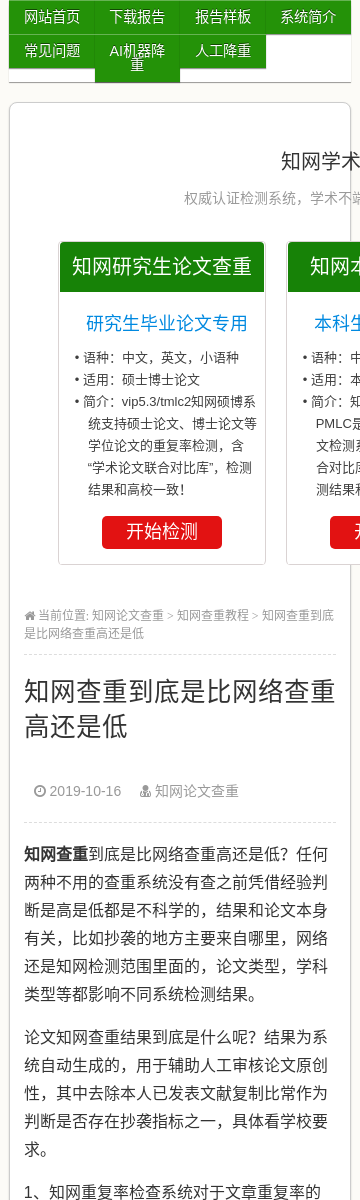 网站首页 下载报告 报告样板 系统简介
常见问题 AI机器降重 人工降重
知网学术
权威认证检测系统，学术不端
知网研究生论文查重
研究生毕业论文专用
• 语种：中文，英文，小语种
• 适用：硕士博士论文
• 简介：vip5.3/tmlc2知网硕博系
统支持硕士论文、博士论文等
学位论文的重复率检测，含
“学术论文联合对比库”，检测
结果和高校一致！
开始检测
知网本
本科生
• 语种：中
• 适用：本
• 简介：知
PMLC是
文检测系
合对比库
测结果和
开
当前位置: 知网论文查重 > 知网查重教程 > 知网查重到底
是比网络查重高还是低
知网查重到底是比网络查重
高还是低
2019-10-16 知网论文查重
知网查重到底是比网络查重高还是低？任何
两种不用的查重系统没有查之前凭借经验判
断是高是低都是不科学的，结果和论文本身
有关，比如抄袭的地方主要来自哪里，网络
还是知网检测范围里面的，论文类型，学科
类型等都影响不同系统检测结果。
论文知网查重结果到底是什么呢？结果为系
统自动生成的，用于辅助人工审核论文原创
性，其中去除本人已发表文献复制比常作为
判断是否存在抄袭指标之一，具体看学校要
求。
1、知网重复率检查系统对于文章重复率的